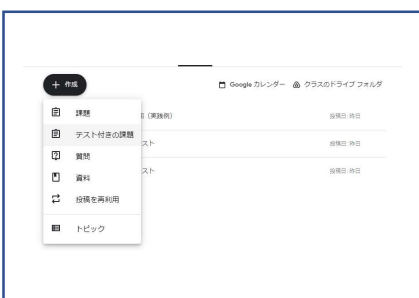 作成
Google カレンダー
クラスのドライブ フォルダ
課題
(実践例)
投稿日: 昨日
テスト付きの課題
スト
投稿日: 昨日
質問
資料
スト
投稿日: 昨日
投稿を再利用
トピック